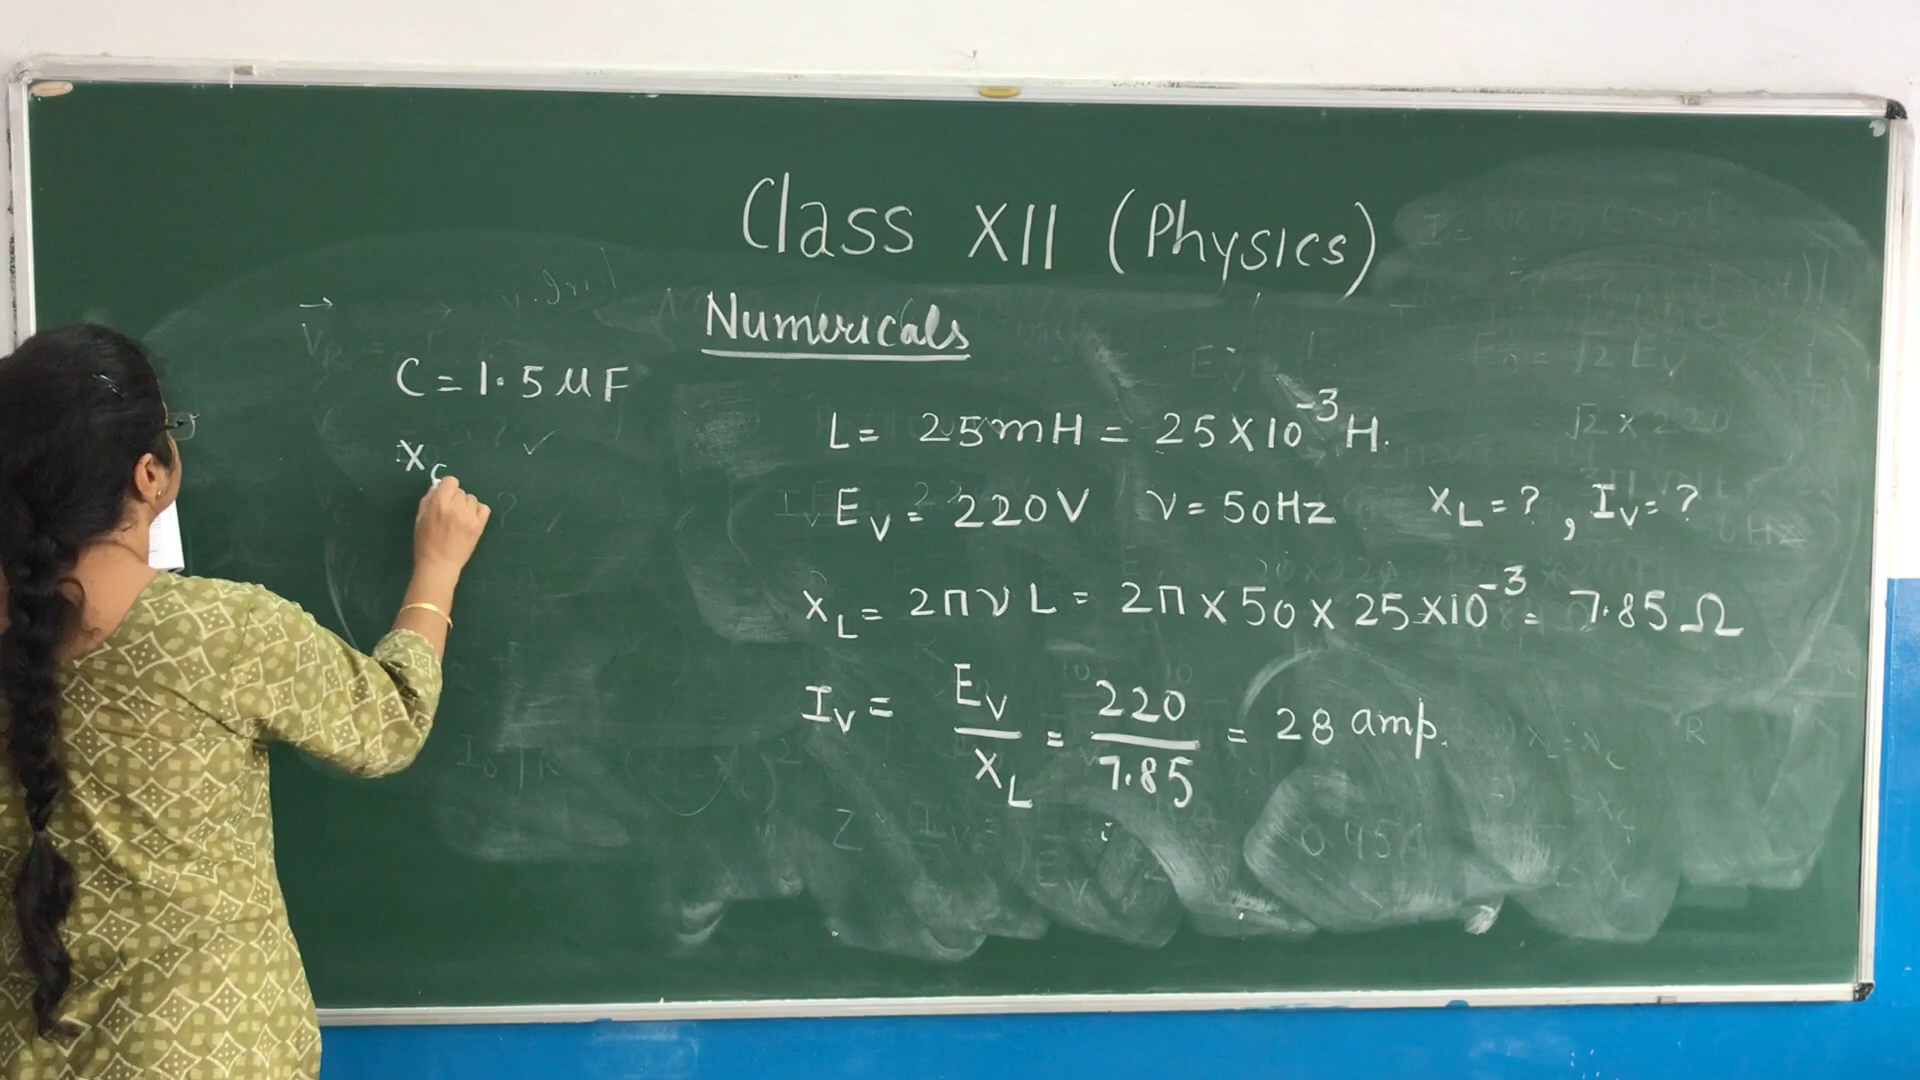 Class XII (Physics)
Numericals
C = 1.5 μF
X_C
L = 25mH = 25 × 10⁻³ H.
E_V = 220V ν = 50Hz X_L = ? , I_V = ?
X_L = 2πνL = 2π × 50 × 25 × 10⁻³ = 7.85 Ω
I_V = E_V / X_L = 220 / 7.85 = 28 amp.